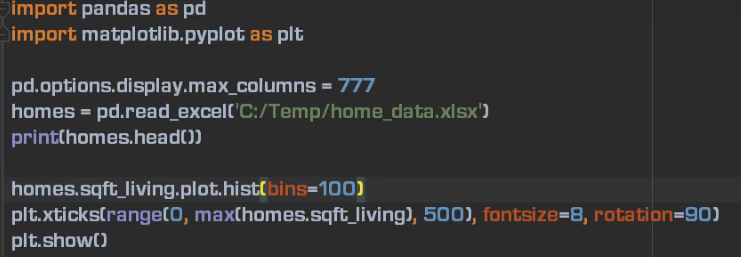 import pandas as pd
import matplotlib.pyplot as plt
pd.options.display.max_columns = 777
homes = pd.read_excel('C:/Temp/home_data.xlsx')
print(homes.head())
homes.sqft_living.plot.hist(bins=100)
plt.xticks(range(0, max(homes.sqft_living), 500), fontsize=8, rotation=90)
plt.show()